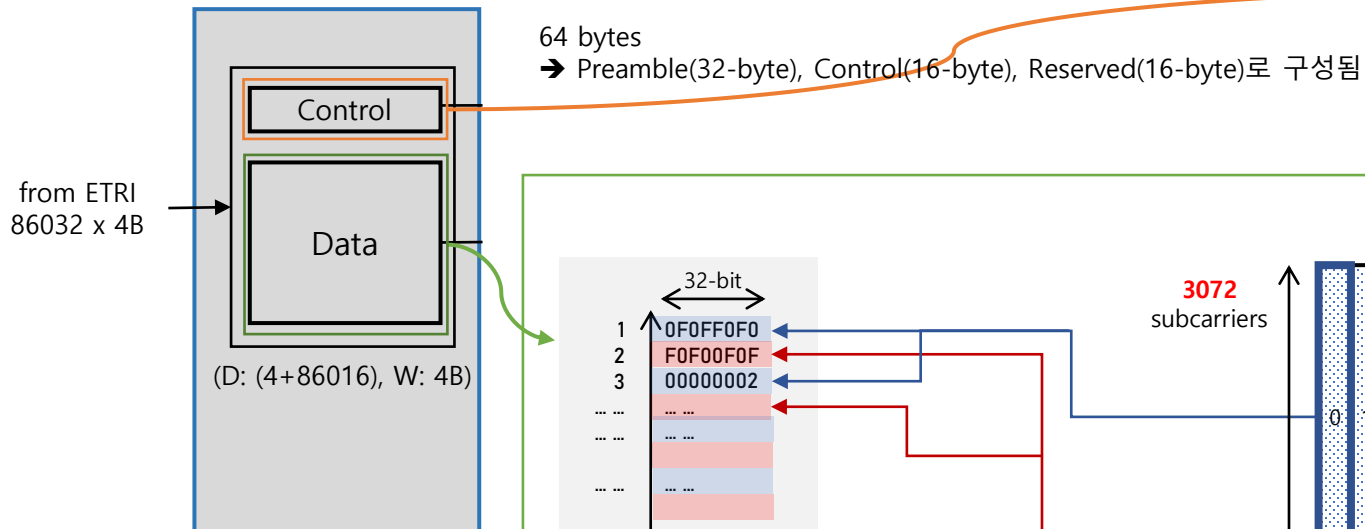 64 bytes
➔ Preamble(32-byte), Control(16-byte), Reserved(16-byte)로 구성됨
Control
from ETRI
86032 x 4B
Data
(D: (4+86016), W: 4B)
32-bit
1 0F0FF0F0
2 F0F00F0F
3 00000002
... ... ... ...
... ... ... ...
... ... ... ...
3072
subcarriers
0